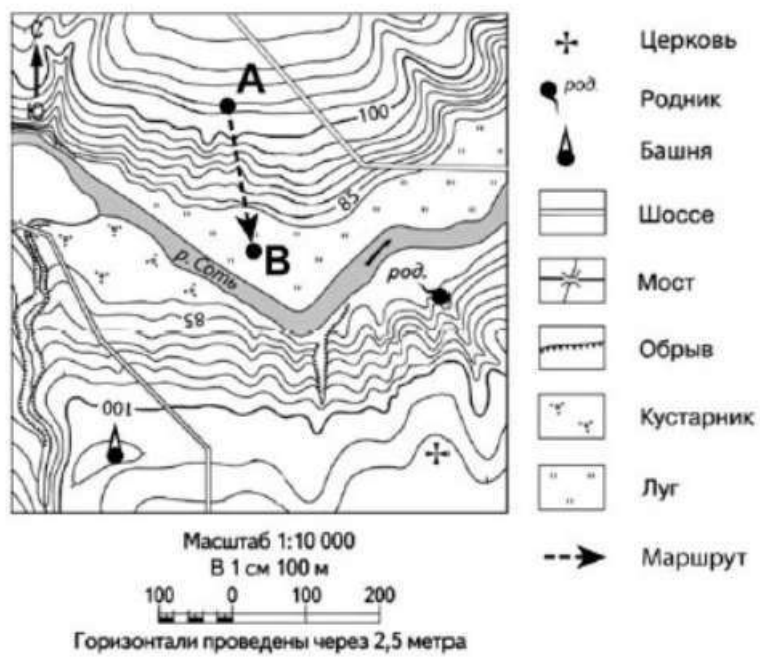 С
Ю
А
100
85
В
р. Соть
род.
85
100
Церковь
род.
Родник
Башня
Шоссе
Мост
Обрыв
Кустарник
Луг
Маршрут
Масштаб 1:10 000
В 1 см 100 м
100 0 100 200
Горизонтали проведены через 2,5 метра